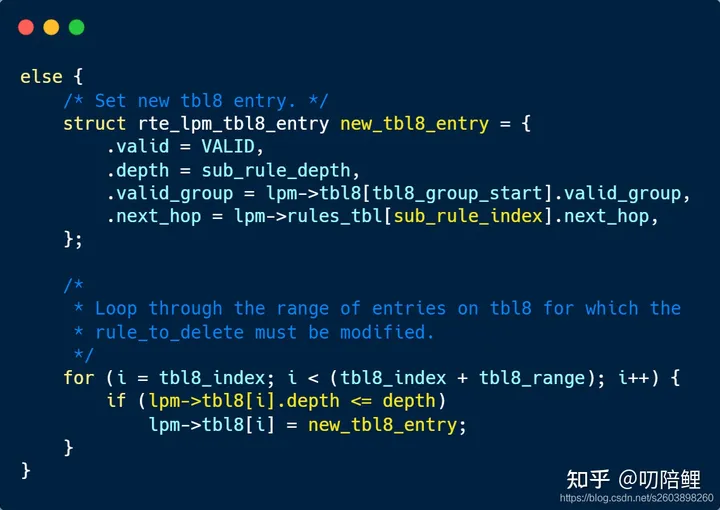 else {
    /* Set new tbl8 entry. */
    struct rte_lpm_tbl8_entry new_tbl8_entry = {
        .valid = VALID,
        .depth = sub_rule_depth,
        .valid_group = lpm->tbl8[tbl8_group_start].valid_group,
        .next_hop = lpm->rules_tbl[sub_rule_index].next_hop,
    };

    /*
     * Loop through the range of entries on tbl8 for which the
     * rule_to_delete must be modified.
     */
    for (i = tbl8_index; i < (tbl8_index + tbl8_range); i++) {
        if (lpm->tbl8[i].depth <= depth)
            lpm->tbl8[i] = new_tbl8_entry;
    }
}
知乎 @叨陪鲤
https://blog.csdn.net/s2603898260